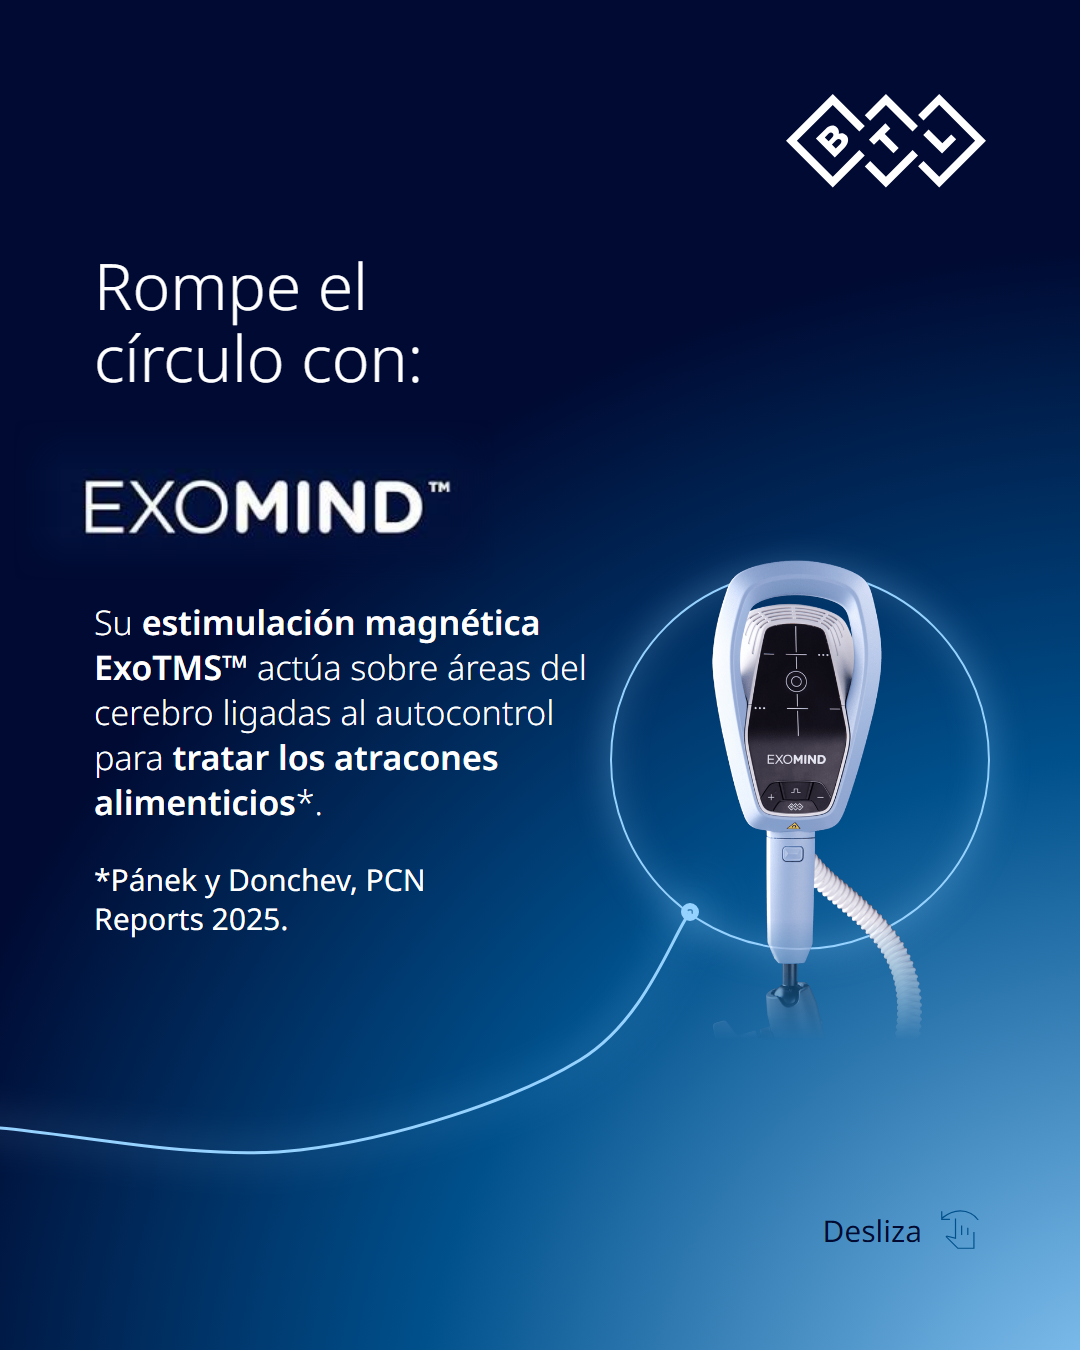 BTL
Rompe el
círculo con:
EXOMIND™
Su estimulación magnética
ExoTMS™ actúa sobre áreas del
cerebro ligadas al autocontrol
para tratar los atracones
alimenticios*.
EXOMIND
*Pánek y Donchev, PCN
Reports 2025.
Desliza